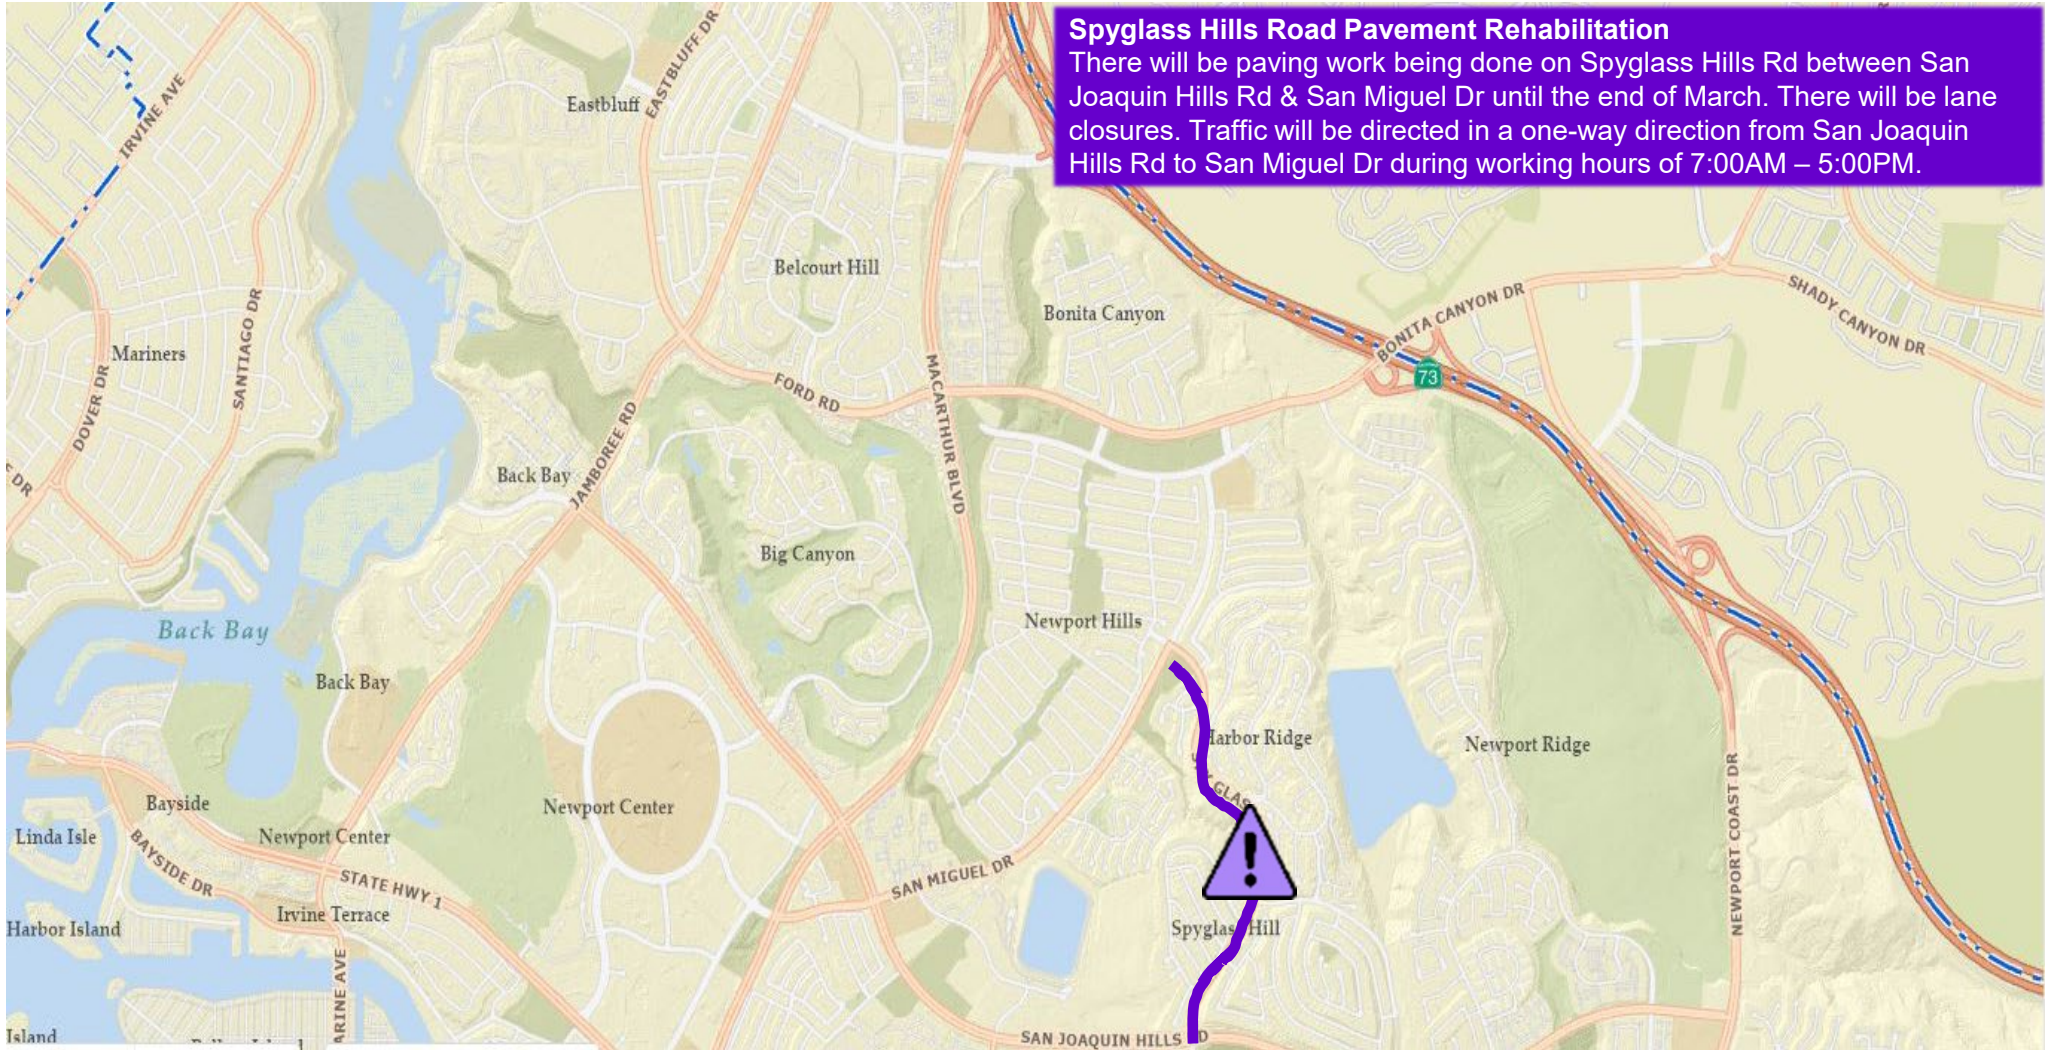 Spyglass Hills Road Pavement Rehabilitation
There will be paving work being done on Spyglass Hills Rd between San
Joaquin Hills Rd & San Miguel Dr until the end of March. There will be lane
closures. Traffic will be directed in a one-way direction from San Joaquin
Hills Rd to San Miguel Dr during working hours of 7:00AM – 5:00PM.
EASTBLUFF DR
Eastbluff
IRVINE AVE
Belcourt Hill
Bonita Canyon
BONITA CANYON DR
SHADY CANYON DR
73
Mariners
SANTIAGO DR
DOVER DR
DR
FORD RD
MACARTHUR BLVD
JAMBOREE RD
Back Bay
Big Canyon
Newport Hills
Back Bay
Back Bay
Harbor Ridge
Newport Ridge
GLAS
NEWPORT COAST DR
Bayside
Newport Center
Linda Isle
Newport Center
BAYSIDE DR
STATE HWY 1
SAN MIGUEL DR
Irvine Terrace
Harbor Island
Spyglas Hill
ARINE AVE
Island
SAN JOAQUIN HILLS D